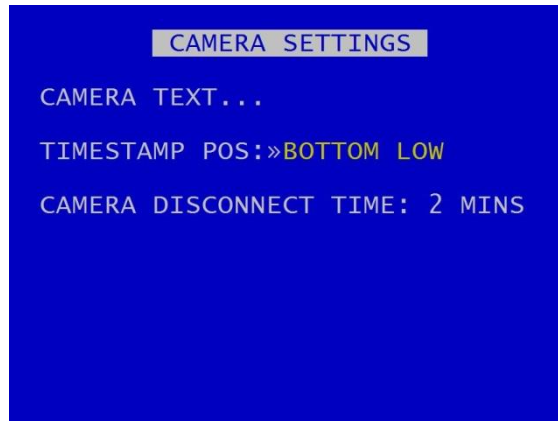 CAMERA SETTINGS
CAMERA TEXT...
TIMESTAMP POS:»BOTTOM LOW
CAMERA DISCONNECT TIME: 2 MINS